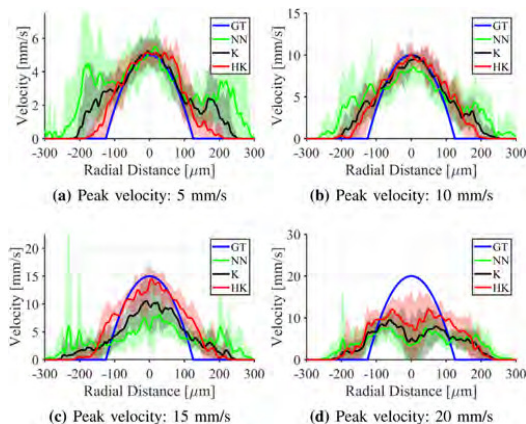 Velocity [mm/s]
6
4
2
0
GT
NN
K
HK
-300 -200 -100 0 100 200 300
Radial Distance [μm]
(a) Peak velocity: 5 mm/s
Velocity [mm/s]
15
10
5
0
GT
NN
K
HK
-300 -200 -100 0 100 200 300
Radial Distance [μm]
(b) Peak velocity: 10 mm/s
Velocity [mm/s]
20
15
10
5
0
GT
NN
K
HK
-300 -200 -100 0 100 200 300
Radial Distance [μm]
(c) Peak velocity: 15 mm/s
Velocity [mm/s]
30
20
10
0
GT
NN
K
HK
-300 -200 -100 0 100 200 300
Radial Distance [μm]
(d) Peak velocity: 20 mm/s